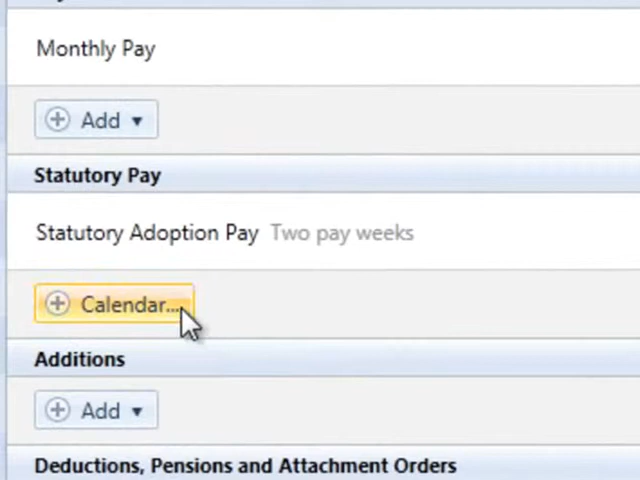 Monthly Pay
Add
Statutory Pay
Statutory Adoption Pay Two pay weeks
Calendar...
Additions
Add
Deductions, Pensions and Attachment Orders